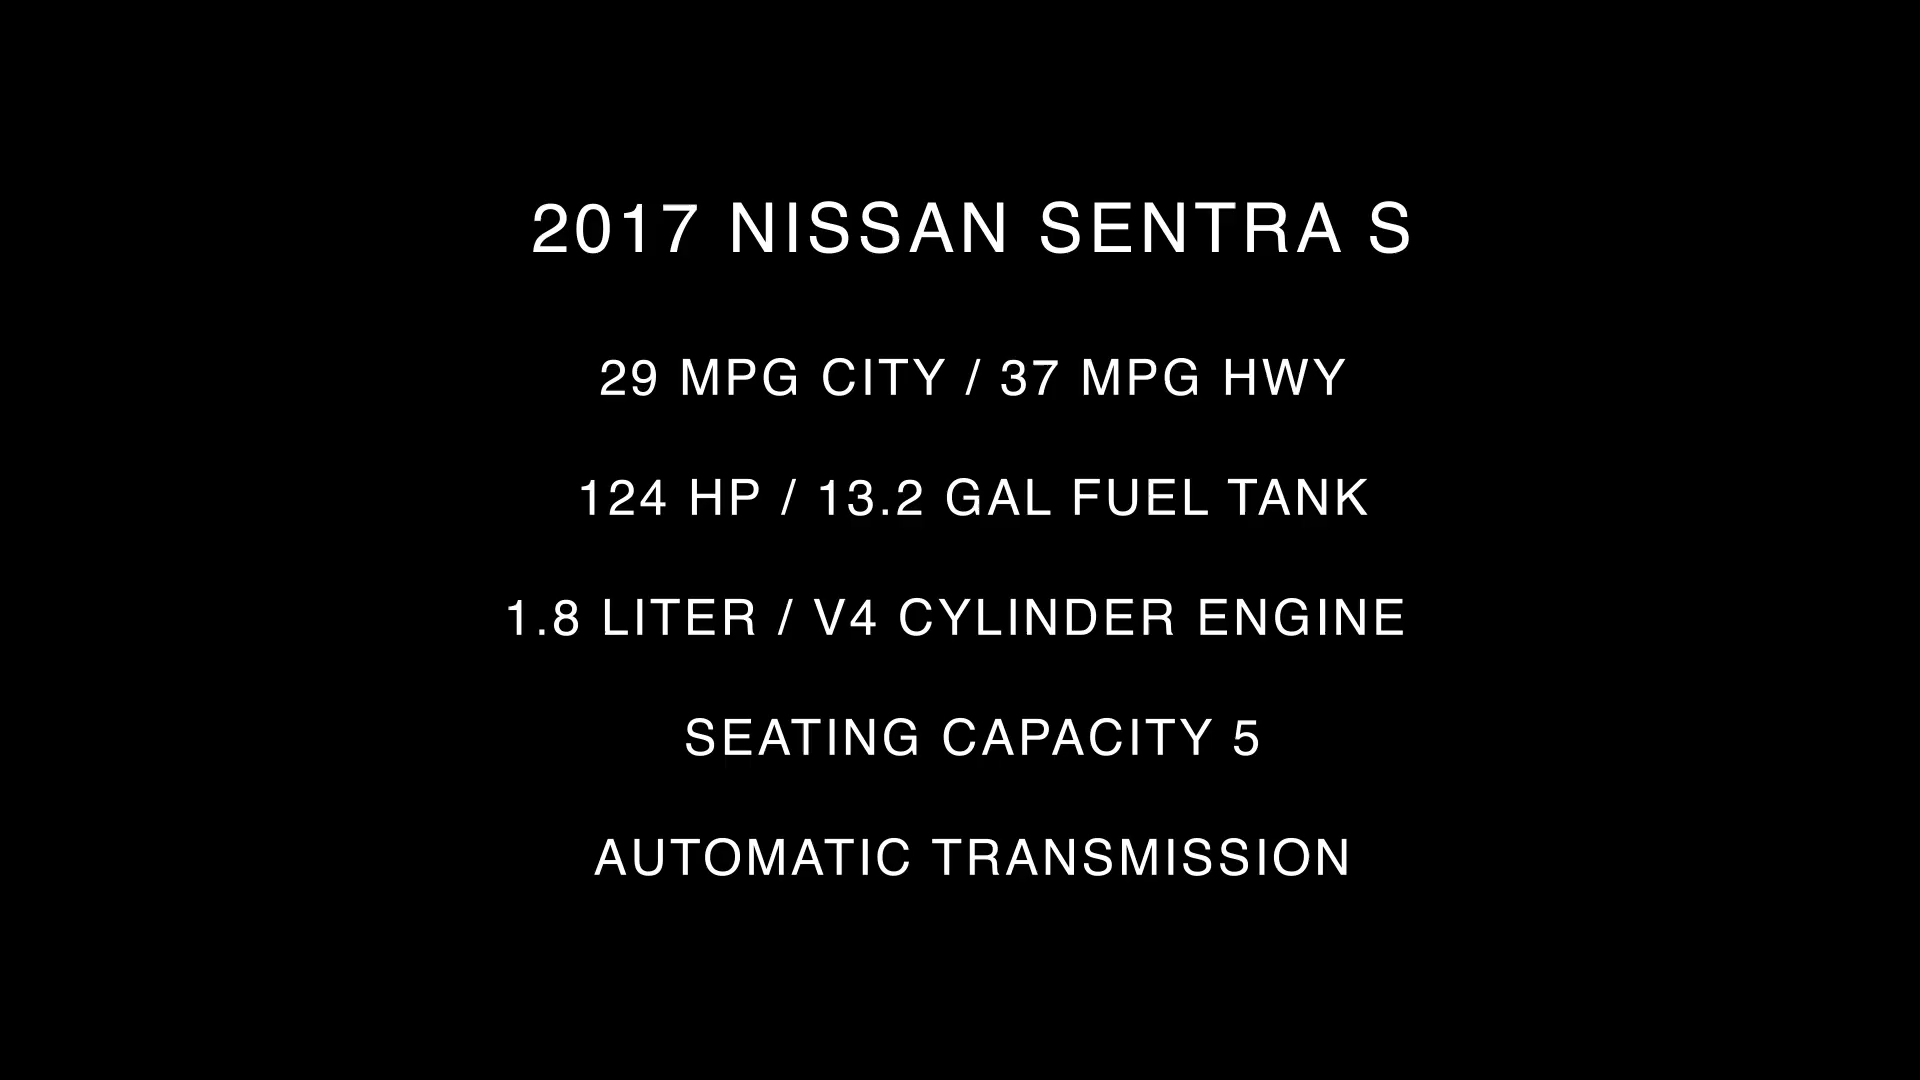 2017 NISSAN SENTRA S
29 MPG CITY / 37 MPG HWY
124 HP / 13.2 GAL FUEL TANK
1.8 LITER / V4 CYLINDER ENGINE
SEATING CAPACITY 5
AUTOMATIC TRANSMISSION